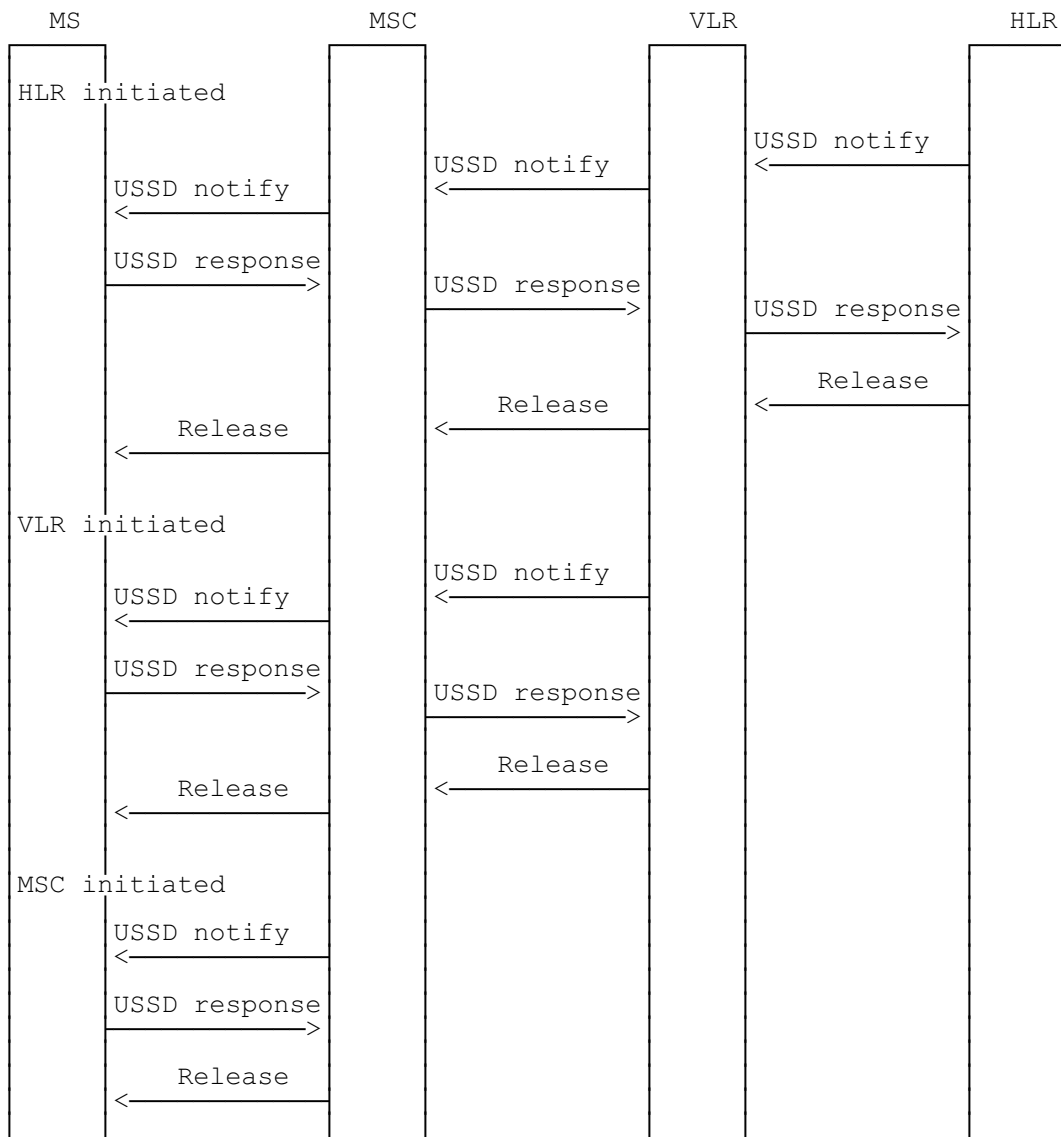 MS MSC VLR HLR
HLR initiated
USSD notify
USSD notify
USSD notify
USSD response
USSD response
USSD response
Release
Release
Release
VLR initiated
USSD notify
USSD notify
USSD response
USSD response
Release
Release
MSC initiated
USSD notify
USSD response
Release